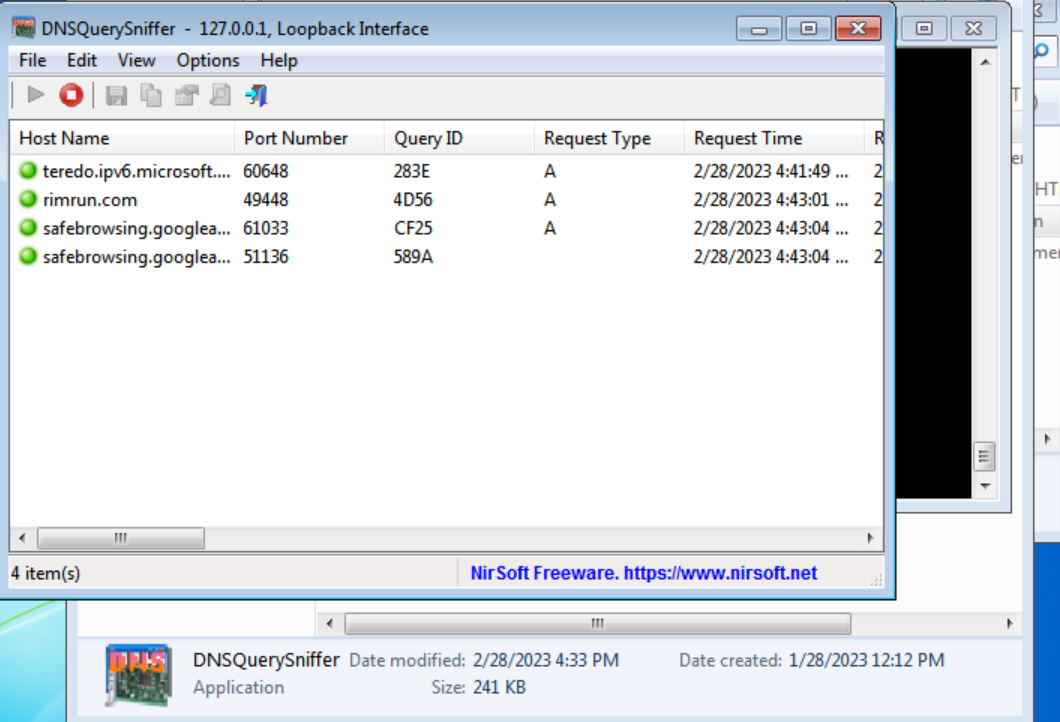 DNSQuerySniffer - 127.0.0.1, Loopback Interface
File Edit View Options Help
Host Name Port Number Query ID Request Type Request Time R
teredo.ipv6.microsoft.... 60648 283E A 2/28/2023 4:41:49 ... 2
rimrun.com 49448 4D56 A 2/28/2023 4:43:01 ... 2
safebrowsing.googlea... 61033 CF25 A 2/28/2023 4:43:04 ... 2
safebrowsing.googlea... 51136 589A 2/28/2023 4:43:04 ... 2
4 item(s) NirSoft Freeware. https://www.nirsoft.net
DNSQuerySniffer Date modified: 2/28/2023 4:33 PM Date created: 1/28/2023 12:12 PM
Application Size: 241 KB